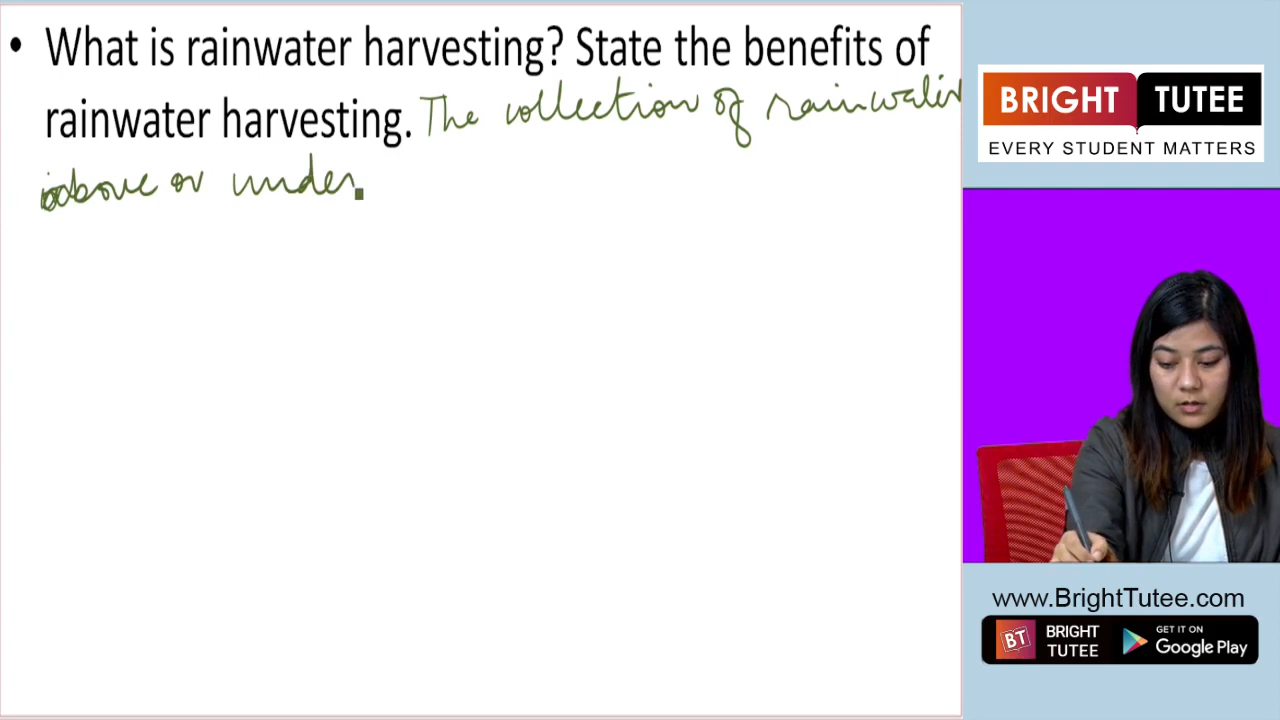 • What is rainwater harvesting? State the benefits of
rainwater harvesting. The collection of rainwater
above or under
BRIGHT TUTEE
EVERY STUDENT MATTERS
www.BrightTutee.com
BT BRIGHT TUTEE
GET IT ON
Google Play